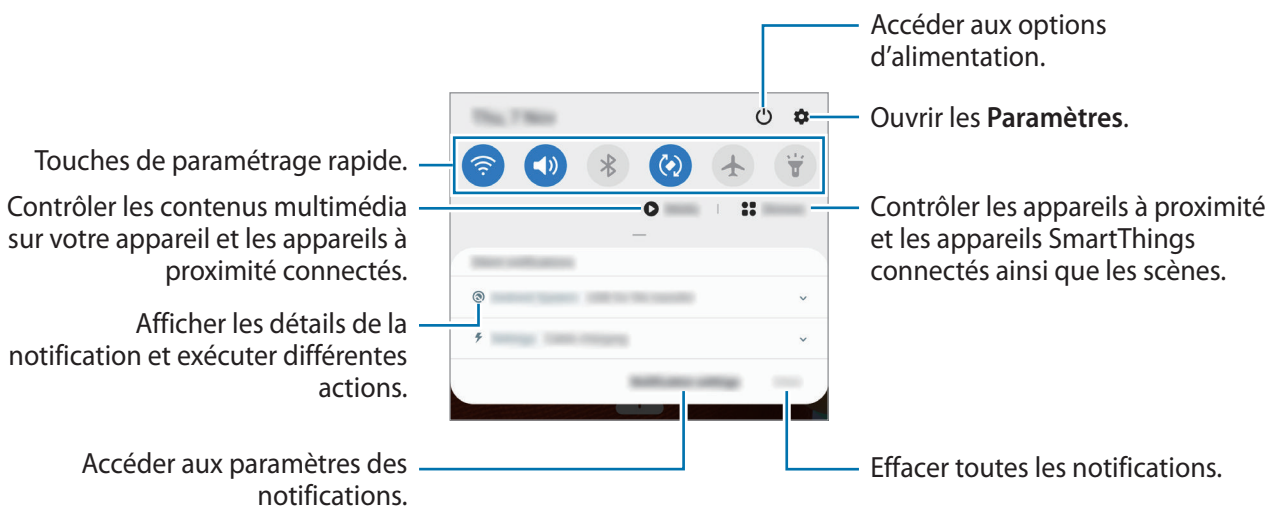 Accéder aux options
d'alimentation.
Ouvrir les Paramètres.
Touches de paramétrage rapide.
Contrôler les contenus multimédia
sur votre appareil et les appareils à
proximité connectés.
Contrôler les appareils à proximité
et les appareils SmartThings
connectés ainsi que les scènes.
Afficher les détails de la
notification et exécuter différentes
actions.
Accéder aux paramètres des
notifications.
Effacer toutes les notifications.